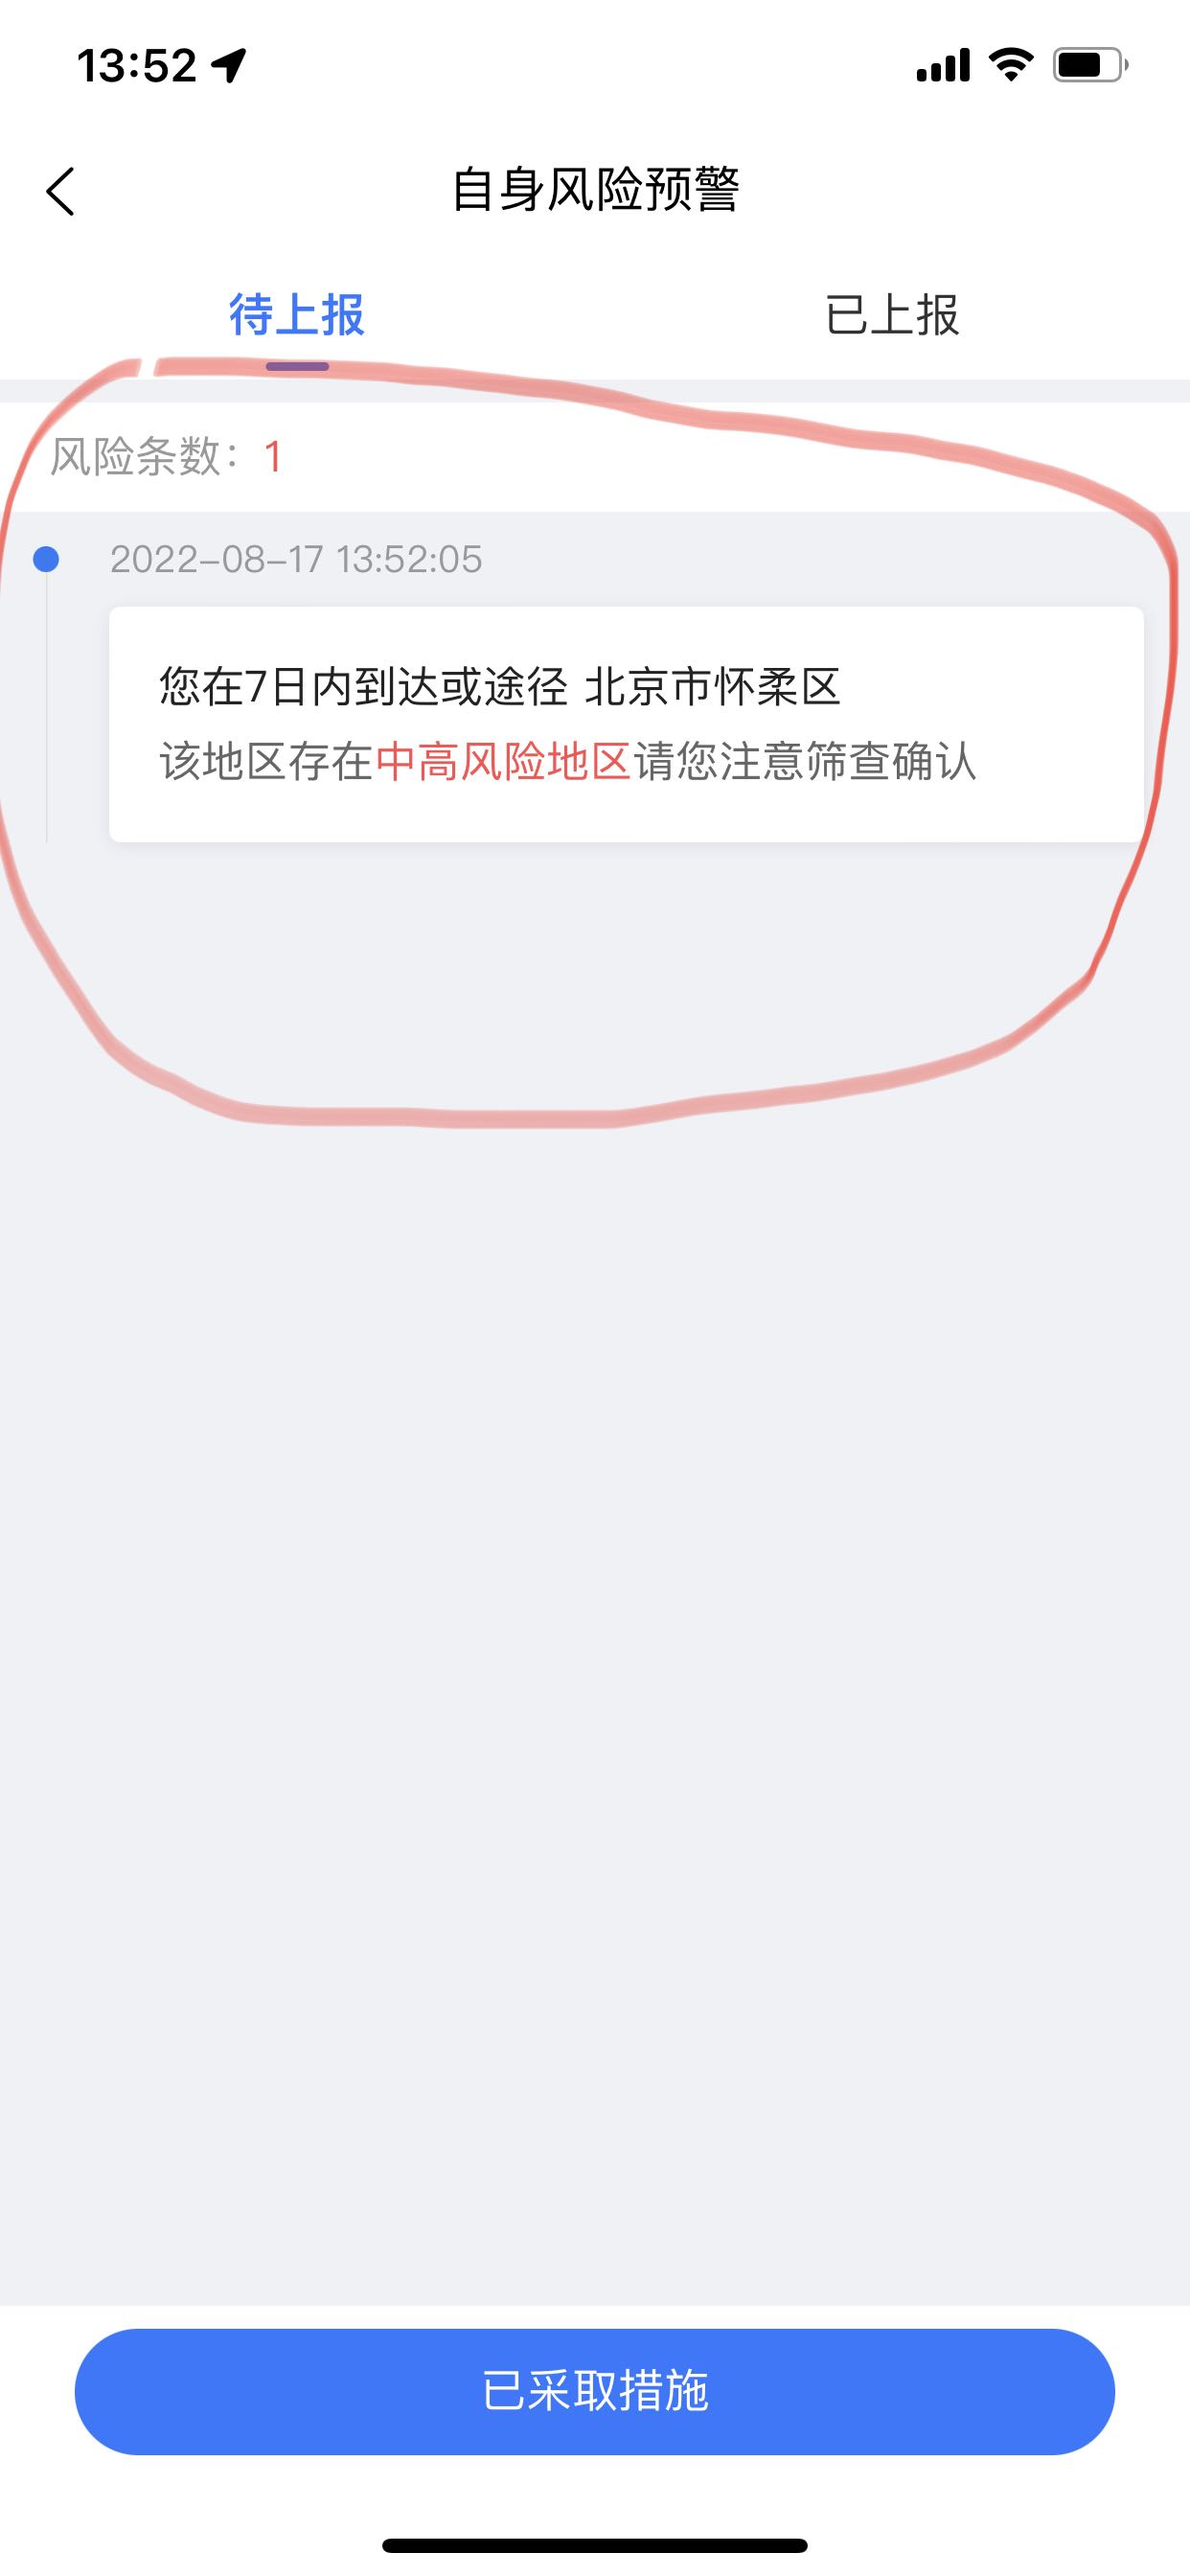 13:52
自身风险预警
待上报 已上报
风险条数：1
2022-08-17 13:52:05
您在7日内到达或途径 北京市怀柔区
该地区存在中高风险地区请您注意筛查确认
已采取措施